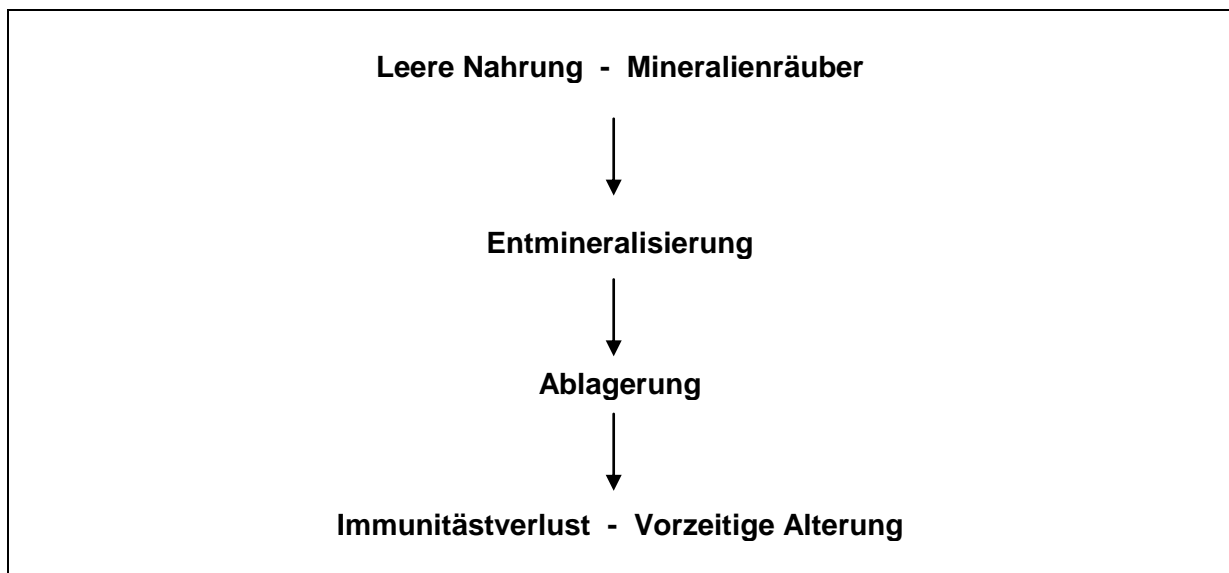 Leere Nahrung - Mineralienräuber
Entmineralisierung
Ablagerung
Immunitästverlust - Vorzeitige Alterung